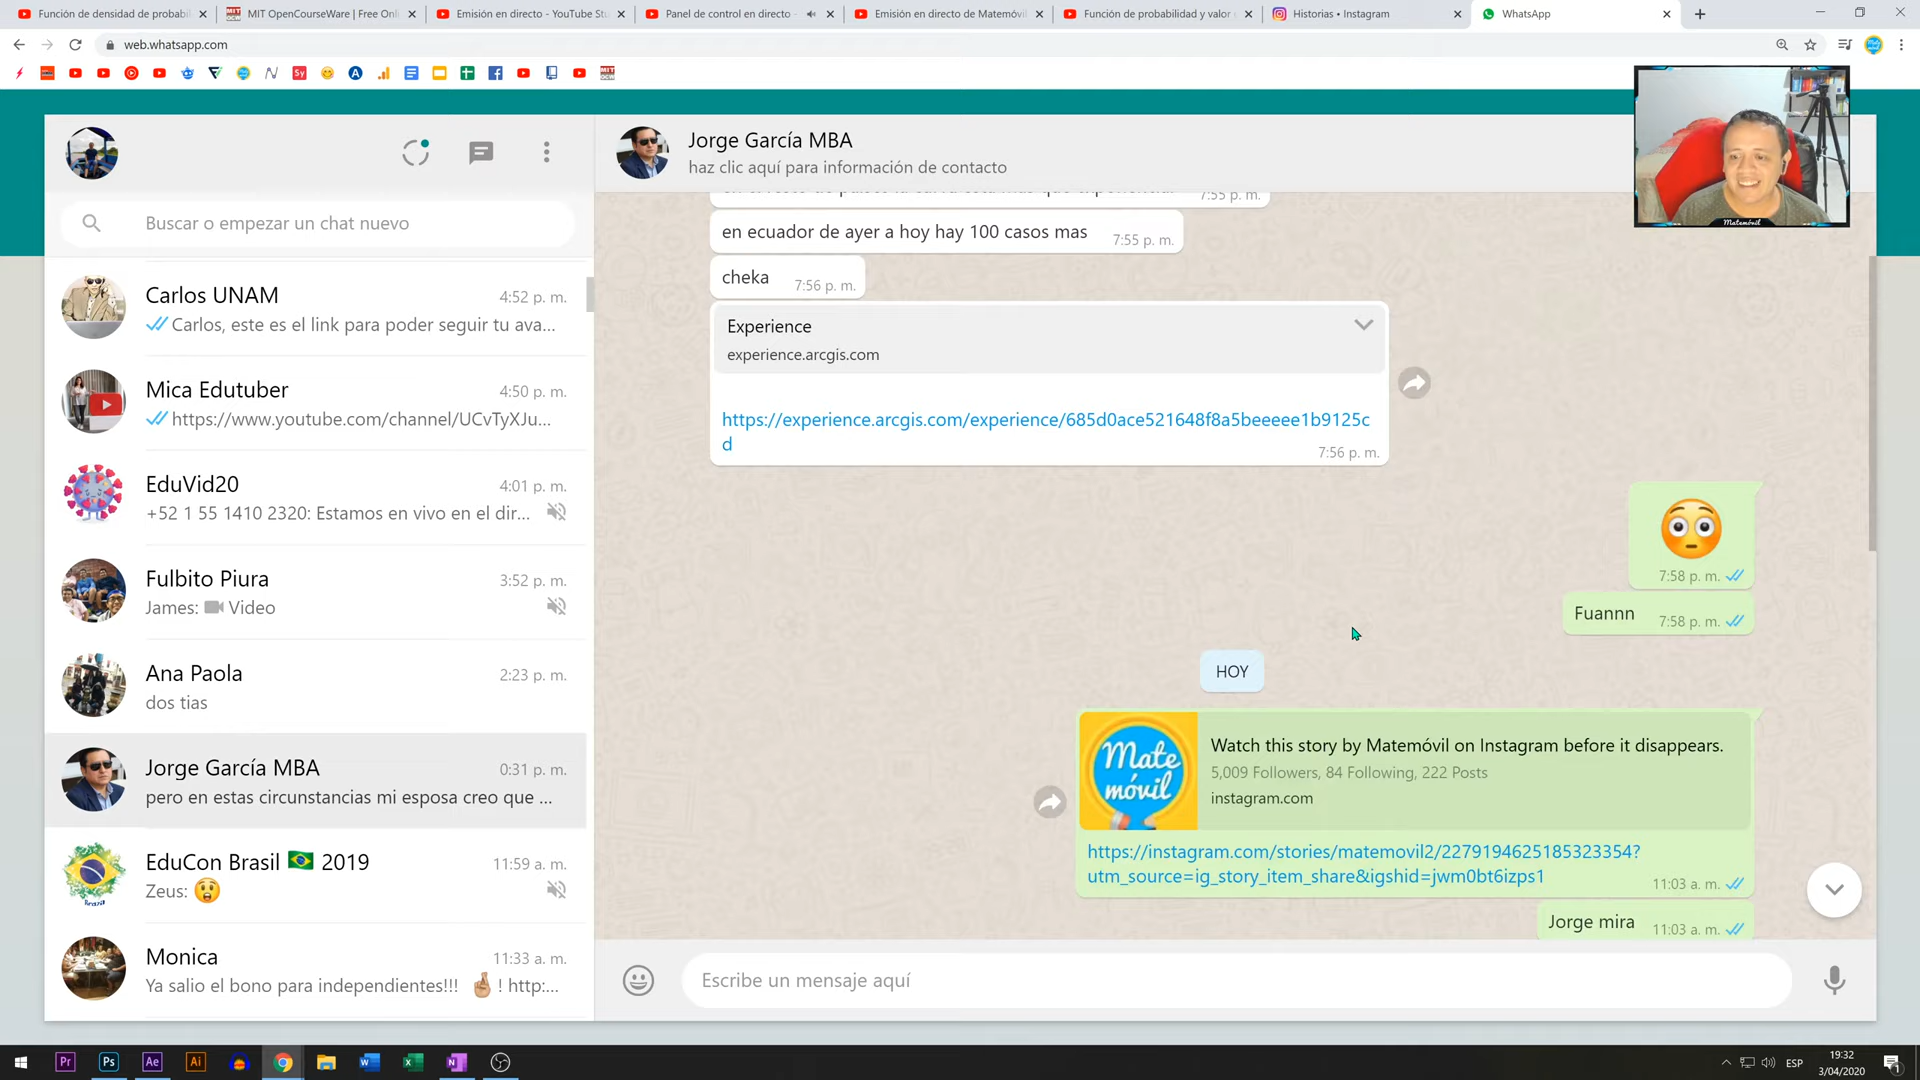 Función de densidad de probabi
MIT OpenCourseWare | Free Onl
Emisión en directo - YouTube Stu
Panel de control en directo -
Emisión en directo de Matemóvil
Función de probabilidad y valor
Historias • Instagram
WhatsApp
web.whatsapp.com
Jorge García MBA
haz clic aquí para información de contacto
Matemóvil
Buscar o empezar un chat nuevo
7:55 p. m.
en ecuador de ayer a hoy hay 100 casos mas 7:55 p. m.
cheka 7:56 p. m.
Carlos UNAM 4:52 p. m.
Carlos, este es el link para poder seguir tu ava...
Mica Edutuber 4:50 p. m.
https://www.youtube.com/channel/UCvTyXJu...
EduVid20 4:01 p. m.
+52 1 55 1410 2320: Estamos en vivo en el dir...
Fulbito Piura 3:52 p. m.
James: Video
Ana Paola 2:23 p. m.
dos tias
Jorge García MBA 0:31 p. m.
pero en estas circunstancias mi esposa creo que ...
EduCon Brasil 🇧🇷 2019 11:59 a. m.
Zeus: 😲
Monica 11:33 a. m.
Ya salio el bono para independientes!!! 🤞🏼 ! http:...
Experience
experience.arcgis.com
https://experience.arcgis.com/experience/685d0ace521648f8a5beeeee1b9125c
d
7:56 p. m.
😳
7:58 p. m.
Fuannn 7:58 p. m.
HOY
Mate
móvil
Watch this story by Matemóvil on Instagram before it disappears.
5,009 Followers, 84 Following, 222 Posts
instagram.com
https://instagram.com/stories/matemovil2/2279194625185323354?
utm_source=ig_story_item_share&igshid=jwm0bt6izps1
11:03 a. m.
Jorge mira 11:03 a. m.
Escribe un mensaje aquí
Pr
Ps
Ae
Ai
ESP
19:32
3/04/2020